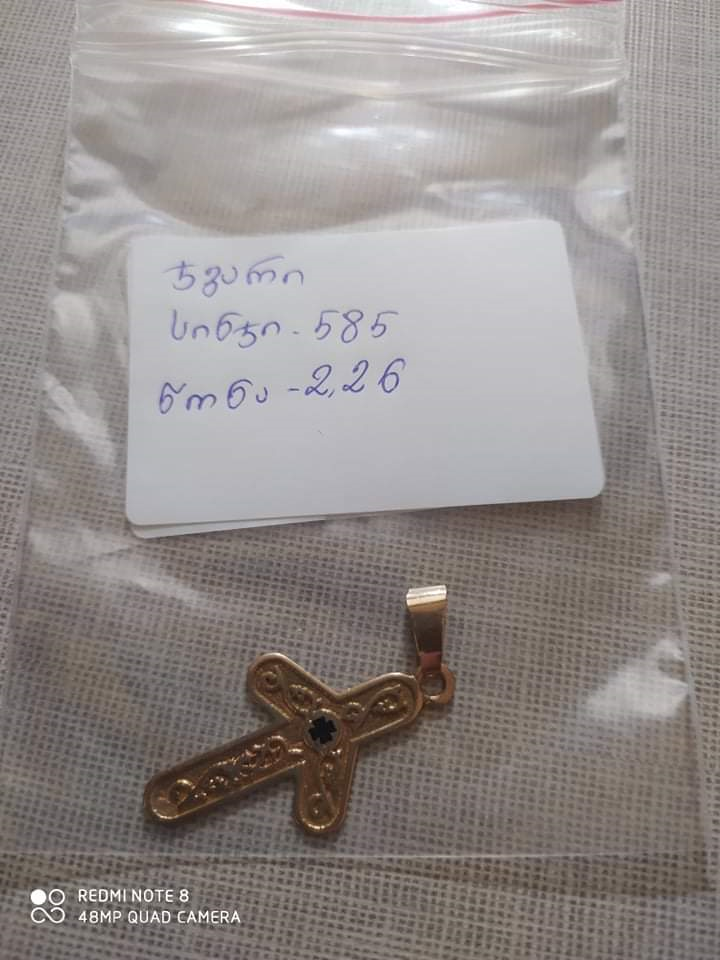 ჯვარი
სინჯი - 585
წონა - 2,26
REDMI NOTE 8
48MP QUAD CAMERA